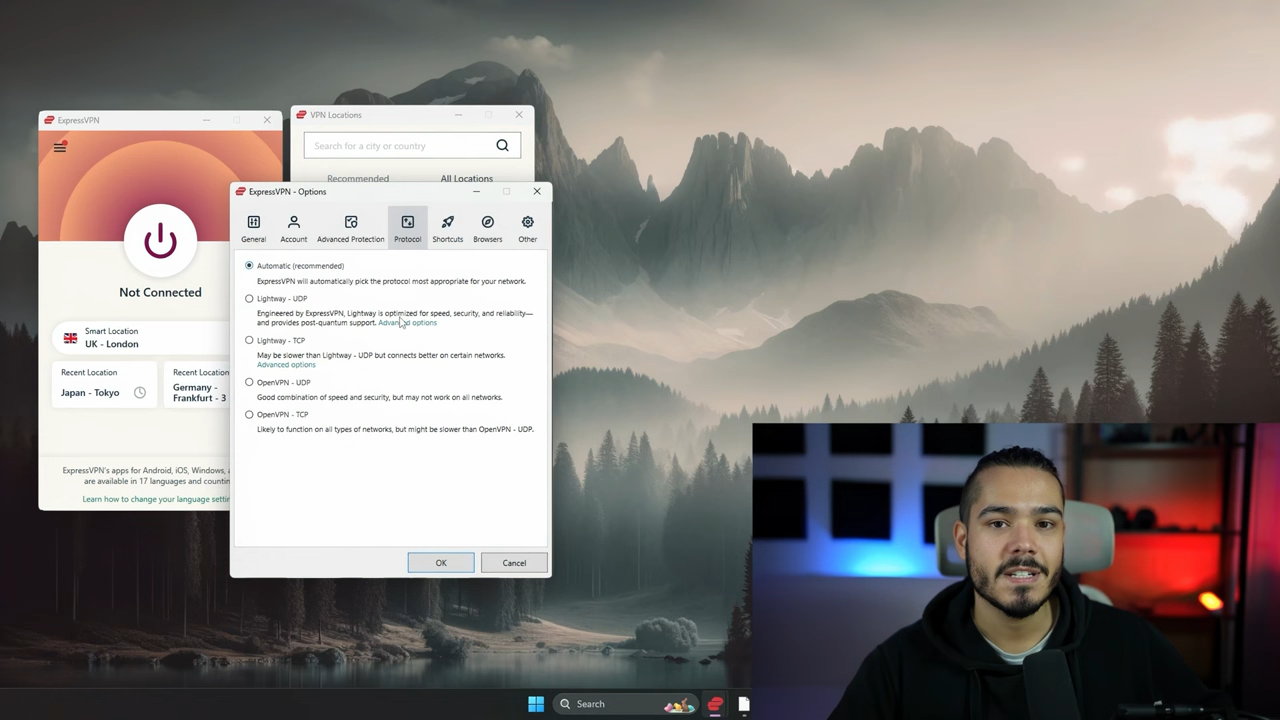 ExpressVPN
Not Connected
Smart Location
UK - London
Recent Location
Japan - Tokyo
Recent Location
Germany -
Frankfurt - 3
ExpressVPN's apps for Android, iOS, Windows,
are available in 17 languages and
Learn how to change your language
VPN Locations
Search for a city or country
Recommended
All Locations
ExpressVPN - Options
General
Account
Advanced Protection
Protocol
Shortcuts
Browsers
Other
Automatic (recommended)
ExpressVPN will automatically pick the protocol most appropriate for your network.
Lightway - UDP
Engineered by ExpressVPN, Lightway is optimized for speed, security, and reliability—
and provides post-quantum support. Advanced options
Lightway - TCP
May be slower than Lightway - UDP but connects better on certain networks.
Advanced options
OpenVPN - UDP
Good combination of speed and security, but may not work on all networks.
OpenVPN - TCP
Likely to function on all types of networks, but might be slower than OpenVPN - UDP.
OK
Cancel
Search